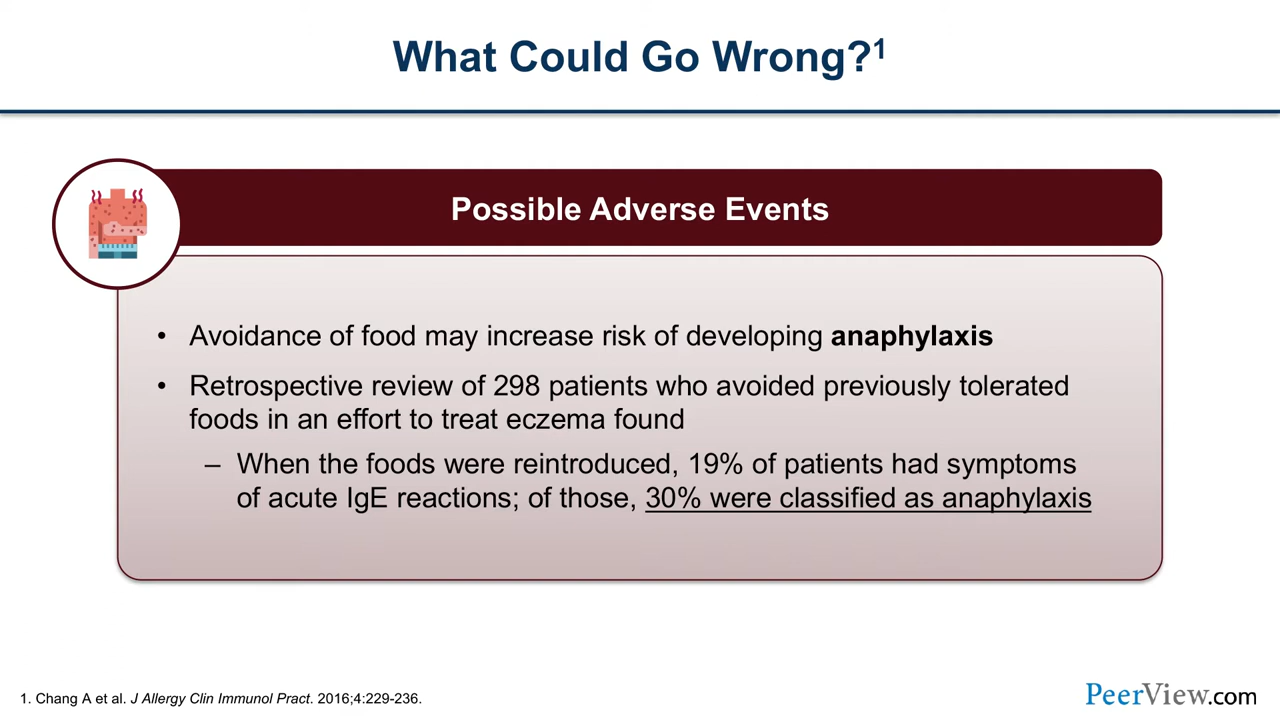 What Could Go Wrong?¹
Possible Adverse Events
• Avoidance of food may increase risk of developing anaphylaxis
• Retrospective review of 298 patients who avoided previously tolerated
foods in an effort to treat eczema found
– When the foods were reintroduced, 19% of patients had symptoms
of acute IgE reactions; of those, 30% were classified as anaphylaxis
1. Chang A et al. J Allergy Clin Immunol Pract. 2016;4:229-236.
PeerView.com